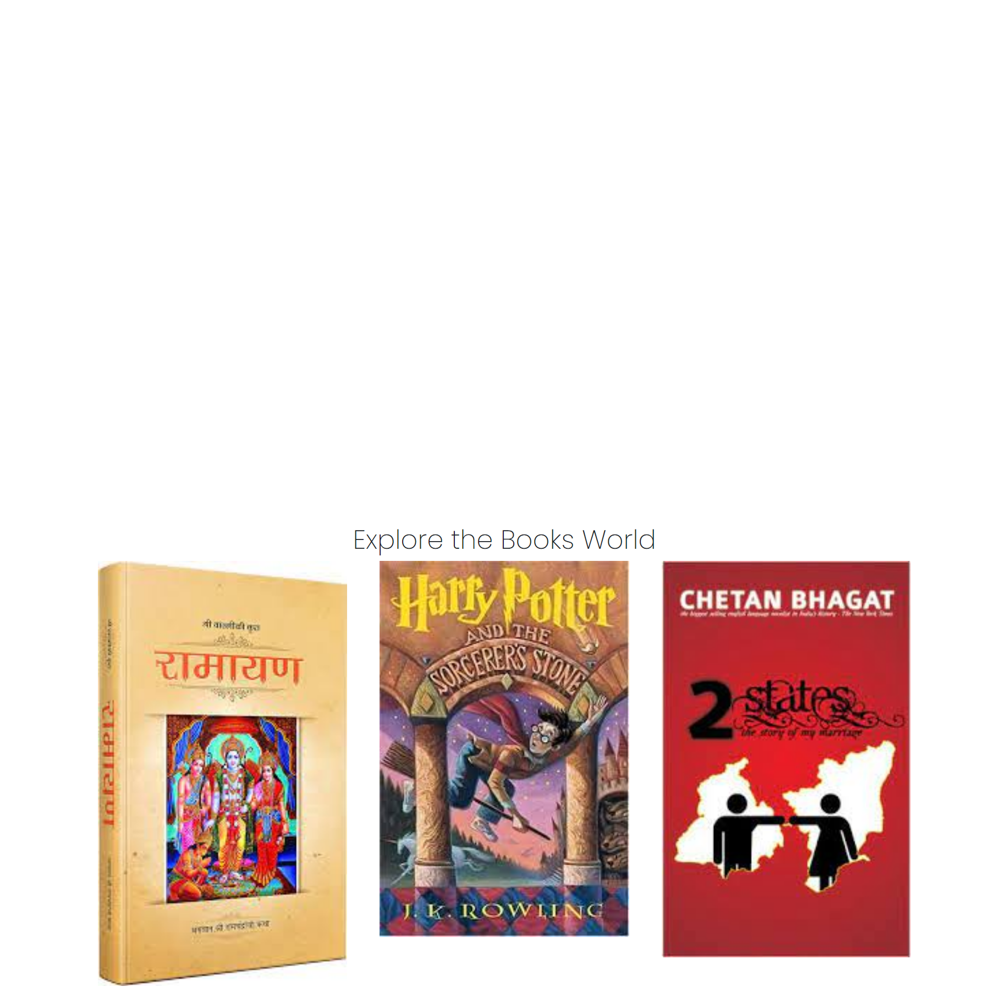 Explore the Books World
श्री वाल्मीकी कृत
रामायण
रामायण
Harry Potter
AND THE
SORCERER'S STONE
J. K. ROWLING
CHETAN BHAGAT
the biggest selling english language novelist in India's history - The New York Times
2 states
the story of my marriage